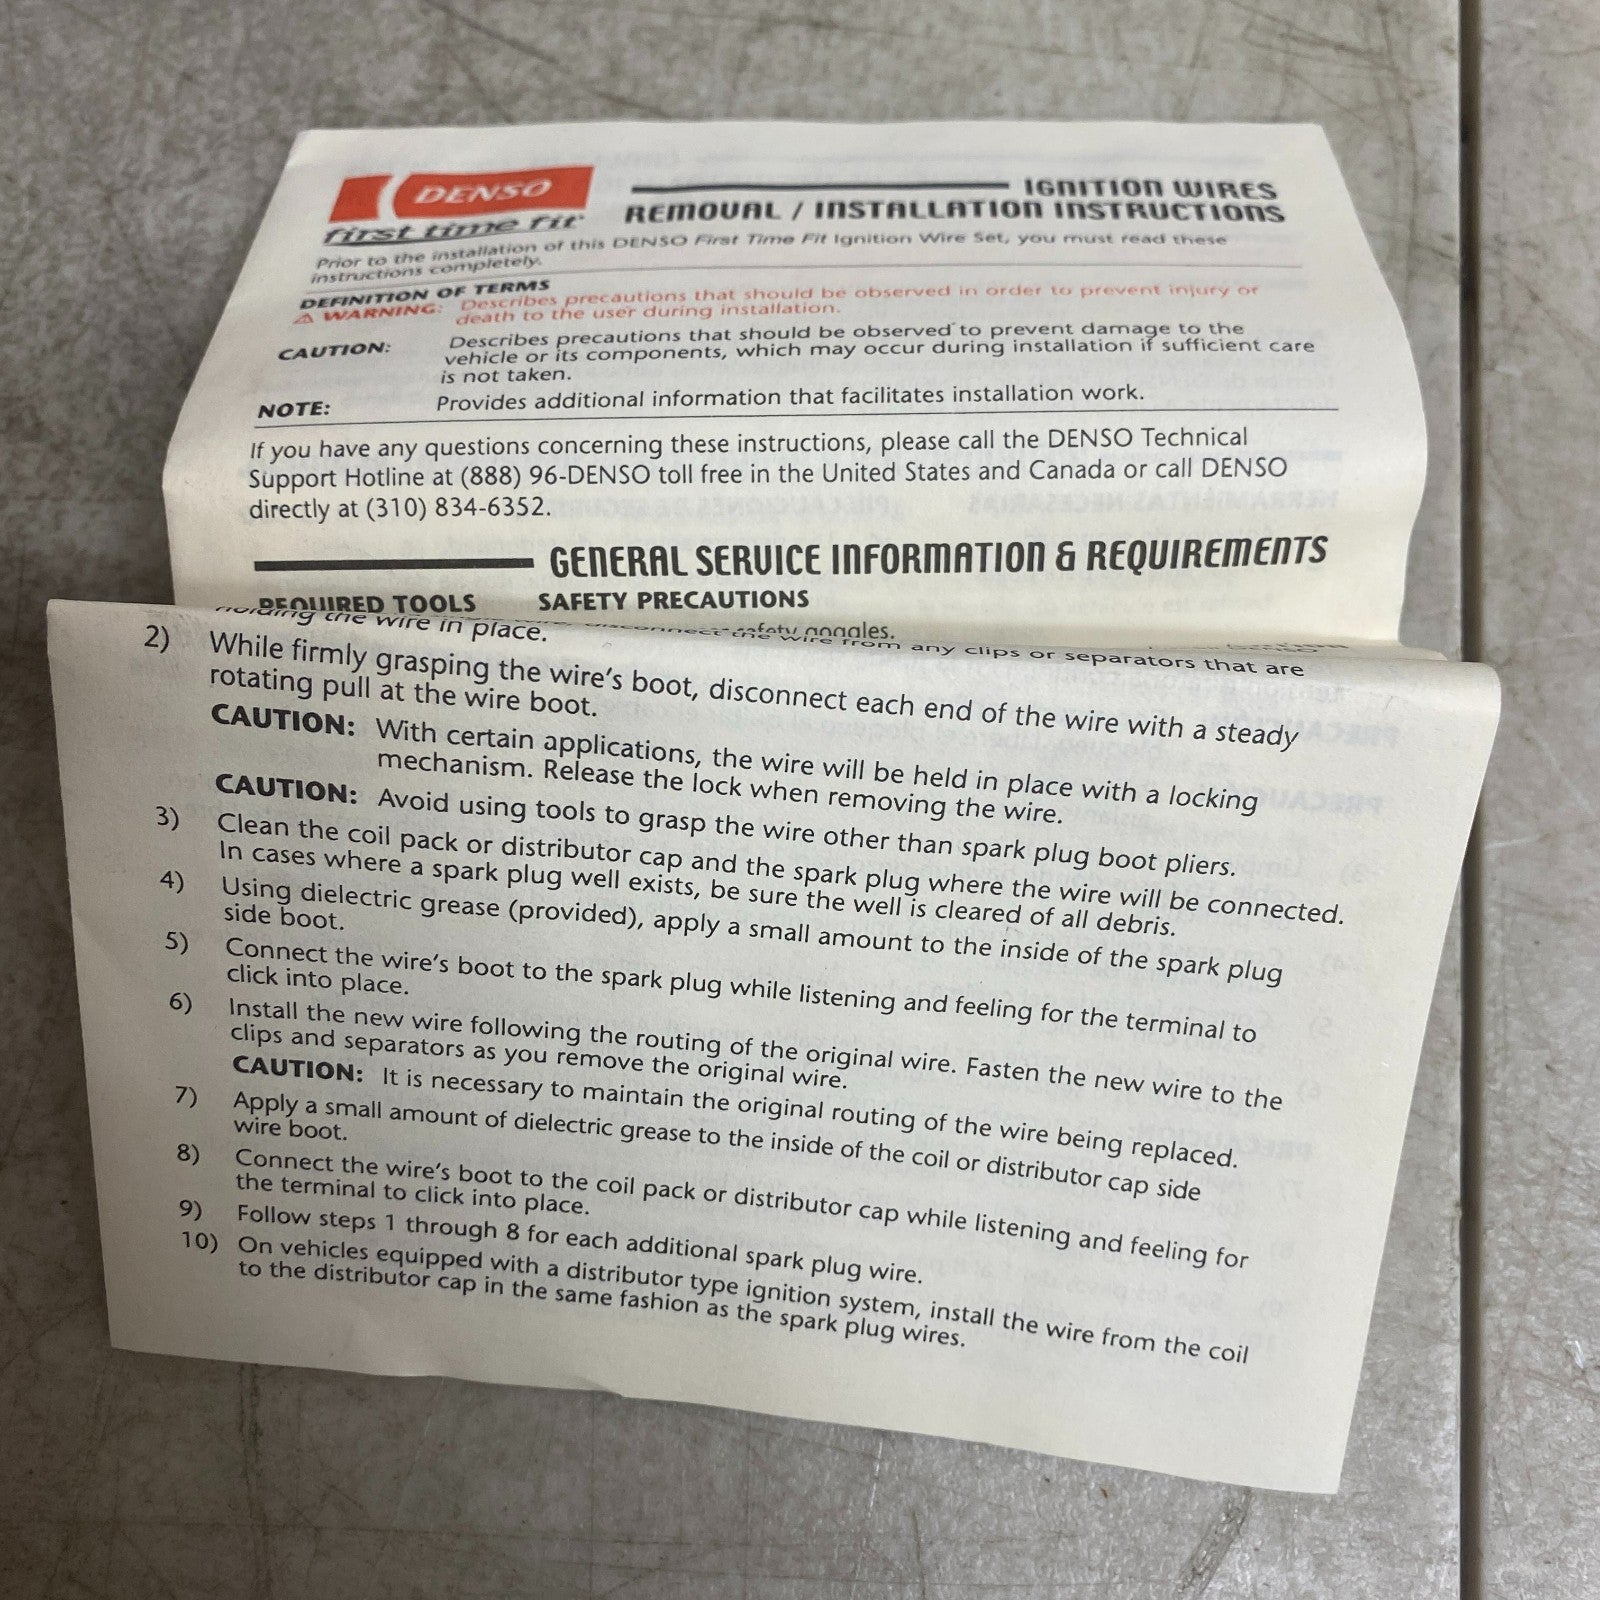 DENSO
first time fit
IGNITION WIRES
REMOVAL / INSTALLATION INSTRUCTIONS
Prior to the installation of this DENSO First Time Fit Ignition Wire Set, you must read these
instructions completely.
DEFINITION OF TERMS
⚠ WARNING: Describes precautions that should be observed in order to prevent injury or
death to the user during installation.
CAUTION: Describes precautions that should be observed to prevent damage to the
vehicle or its components, which may occur during installation if sufficient care
is not taken.
NOTE: Provides additional information that facilitates installation work.
If you have any questions concerning these instructions, please call the DENSO Technical
Support Hotline at (888) 96-DENSO toll free in the United States and Canada or call DENSO
directly at (310) 834-6352.
GENERAL SERVICE INFORMATION & REQUIREMENTS
REQUIRED TOOLS SAFETY PRECAUTIONS
safety goggles.
disconnect the wire from any clips or separators that are
holding the wire in place.
2) While firmly grasping the wire's boot, disconnect each end of the wire with a steady
rotating pull at the wire boot.
CAUTION: With certain applications, the wire will be held in place with a locking
mechanism. Release the lock when removing the wire.
CAUTION: Avoid using tools to grasp the wire other than spark plug boot pliers.
3) Clean the coil pack or distributor cap and the spark plug where the wire will be connected.
In cases where a spark plug well exists, be sure the well is cleared of all debris.
4) Using dielectric grease (provided), apply a small amount to the inside of the spark plug
side boot.
5) Connect the wire's boot to the spark plug while listening and feeling for the terminal to
click into place.
6) Install the new wire following the routing of the original wire. Fasten the new wire to the
clips and separators as you remove the original wire.
CAUTION: It is necessary to maintain the original routing of the wire being replaced.
7) Apply a small amount of dielectric grease to the inside of the coil or distributor cap side
wire boot.
8) Connect the wire's boot to the coil pack or distributor cap while listening and feeling for
the terminal to click into place.
9) Follow steps 1 through 8 for each additional spark plug wire.
10) On vehicles equipped with a distributor type ignition system, install the wire from the coil
to the distributor cap in the same fashion as the spark plug wires.